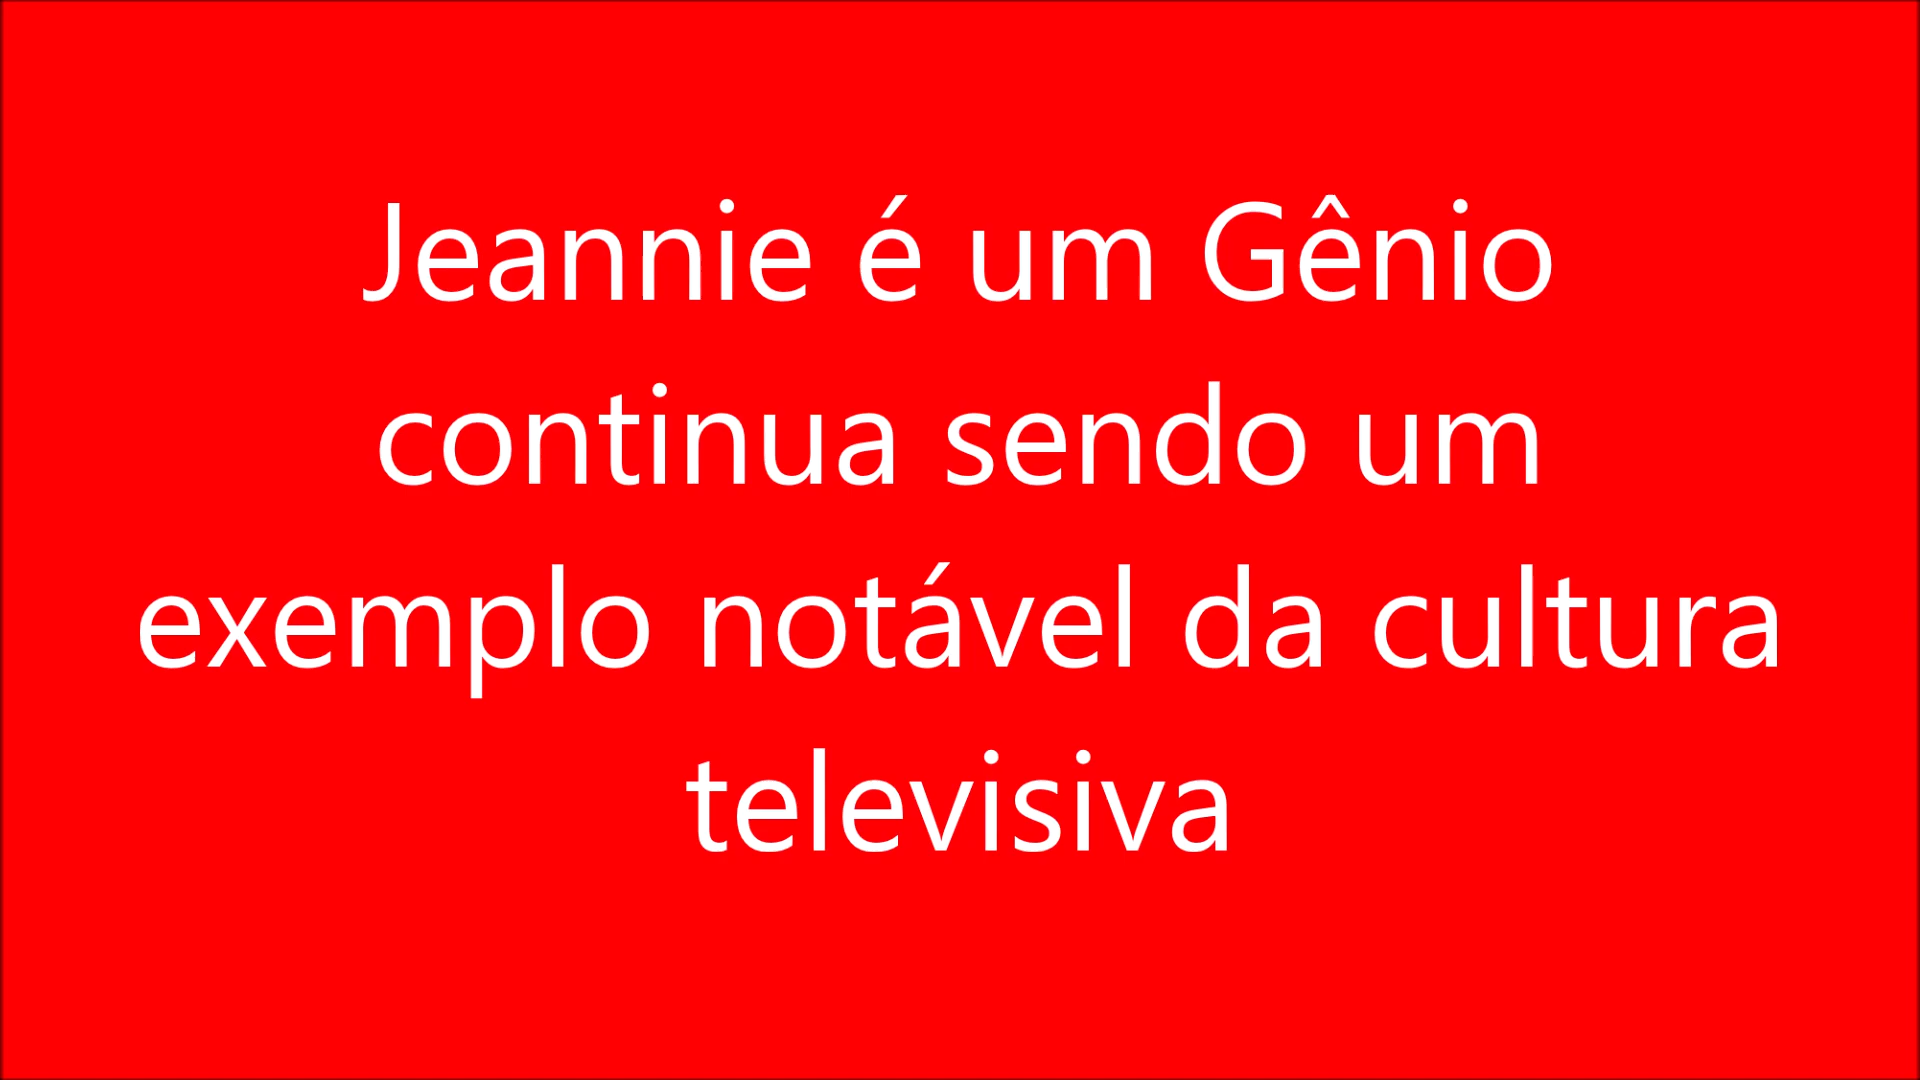 Jeannie é um Gênio
continua sendo um
exemplo notável da cultura
televisiva